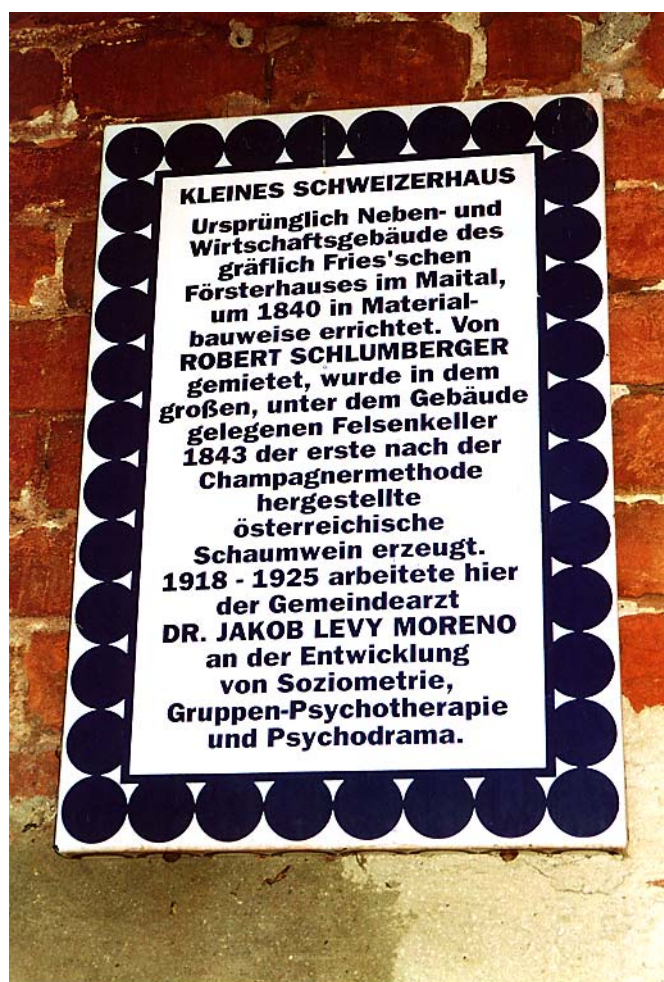 KLEINES SCHWEIZERHAUS
Ursprünglich Neben- und
Wirtschaftsgebäude des
gräflich Fries'schen
Försterhauses im Maital,
um 1840 in Material-
bauweise errichtet. Von
ROBERT SCHLUMBERGER
gemietet, wurde in dem
großen, unter dem Gebäude
gelegenen Felsenkeller
1843 der erste nach der
Champagnermethode
hergestellte
österreichische
Schaumwein erzeugt.
1918 - 1925 arbeitete hier
der Gemeindearzt
DR. JAKOB LEVY MORENO
an der Entwicklung
von Soziometrie,
Gruppen-Psychotherapie
und Psychodrama.